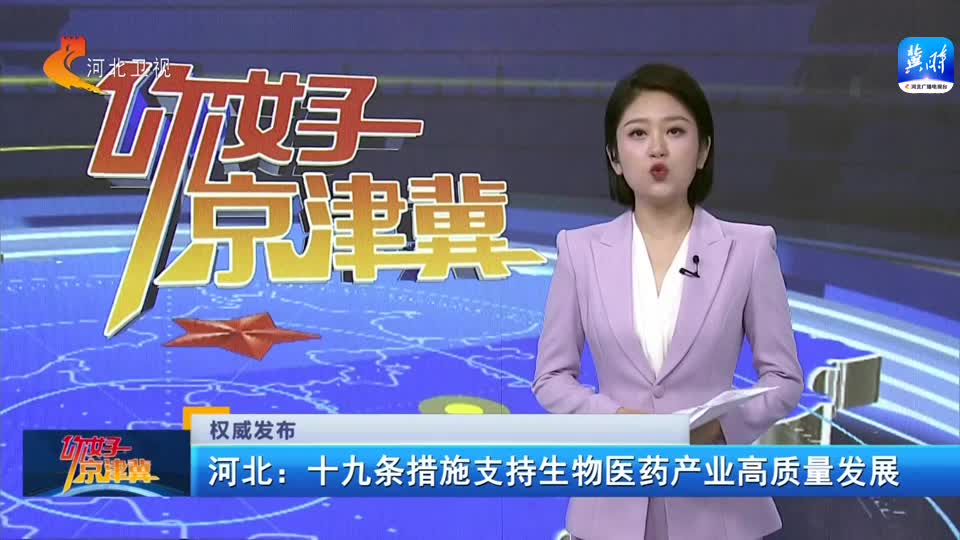 河北卫视
冀时
河北广播电视台
你好
京津冀
权威发布
你好
京津冀
河北：十九条措施支持生物医药产业高质量发展